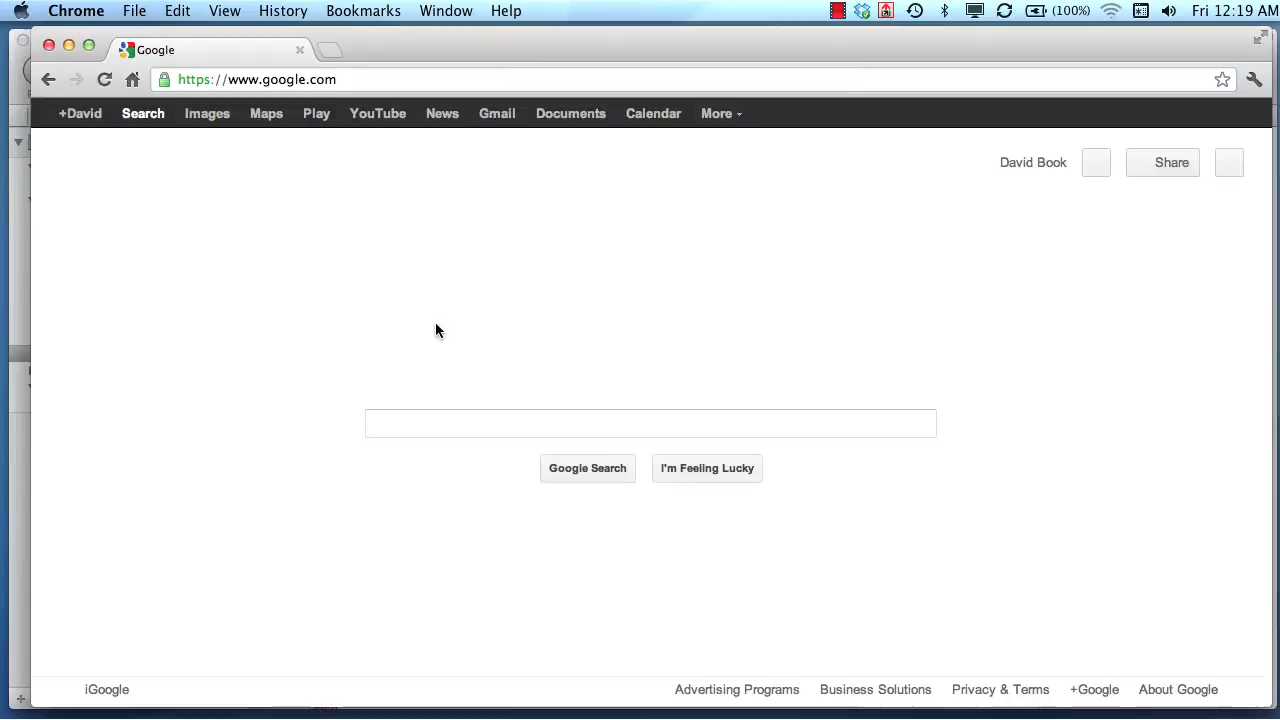 Chrome File Edit View History Bookmarks Window Help (100%) Fri 12:19 AM
Google
https://www.google.com
+David Search Images Maps Play YouTube News Gmail Documents Calendar More
David Book Share
Google Search I'm Feeling Lucky
iGoogle Advertising Programs Business Solutions Privacy & Terms +Google About Google